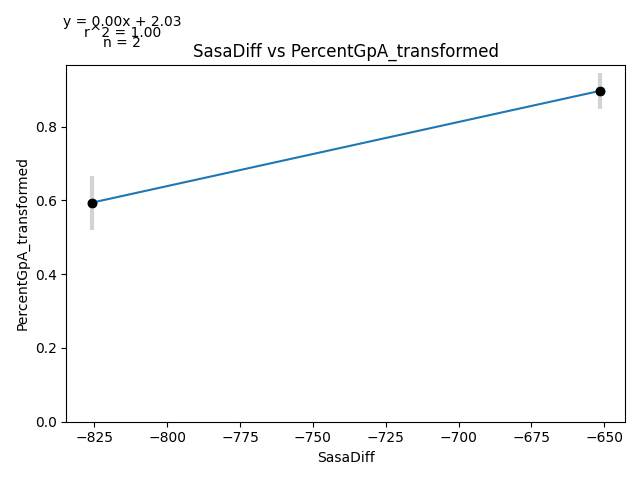 y = 0.00x + 2.03
r^2 = 1.00
n = 2
SasaDiff vs PercentGpA_transformed
PercentGpA_transformed
0.8
0.6
0.4
0.2
0.0
−825 −800 −775 −750 −725 −700 −675 −650
SasaDiff